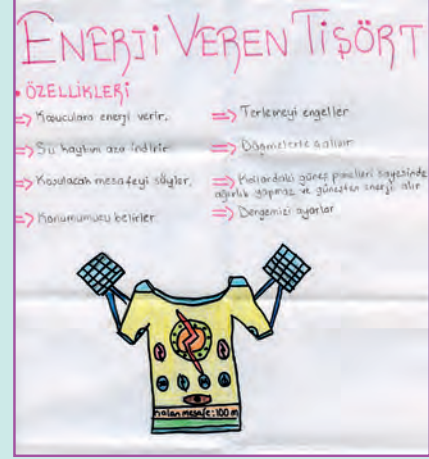 ENERJİ VEREN TİŞÖRT
• ÖZELLİKLERİ
=> Koşuculara enerji verir.
=> Su kaybını aza indirir
=> Koşulacak mesafeyi söyler.
=> Konumumuzu belirler
=> Terlemeyi engeller
=> Düğmelerle çalışır
=> Kollardaki güneş panelleri sayesinde
ağırlık yapmaz ve güneşten enerji alır
=> Dengemizi ayarlar
kalan mesafe:100 m